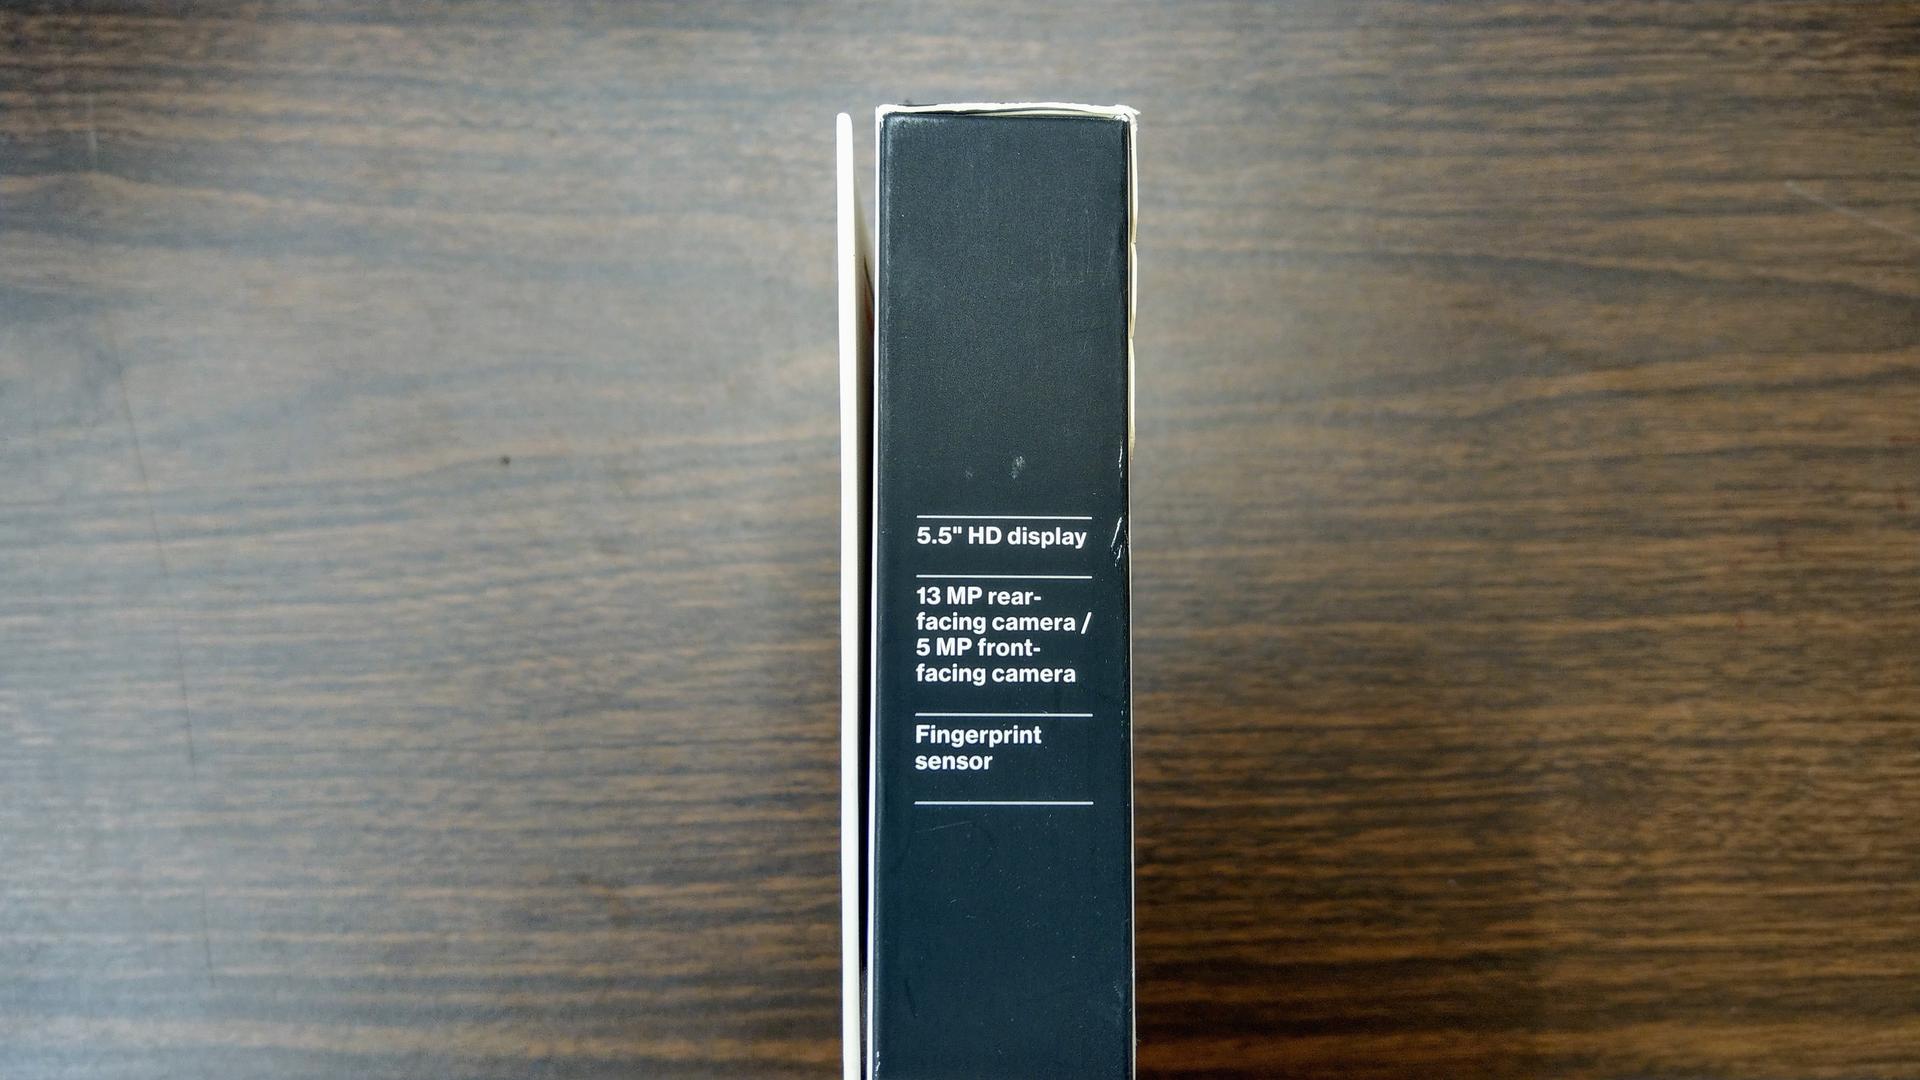 5.5" HD display
13 MP rear-
facing camera /
5 MP front-
facing camera
Fingerprint
sensor